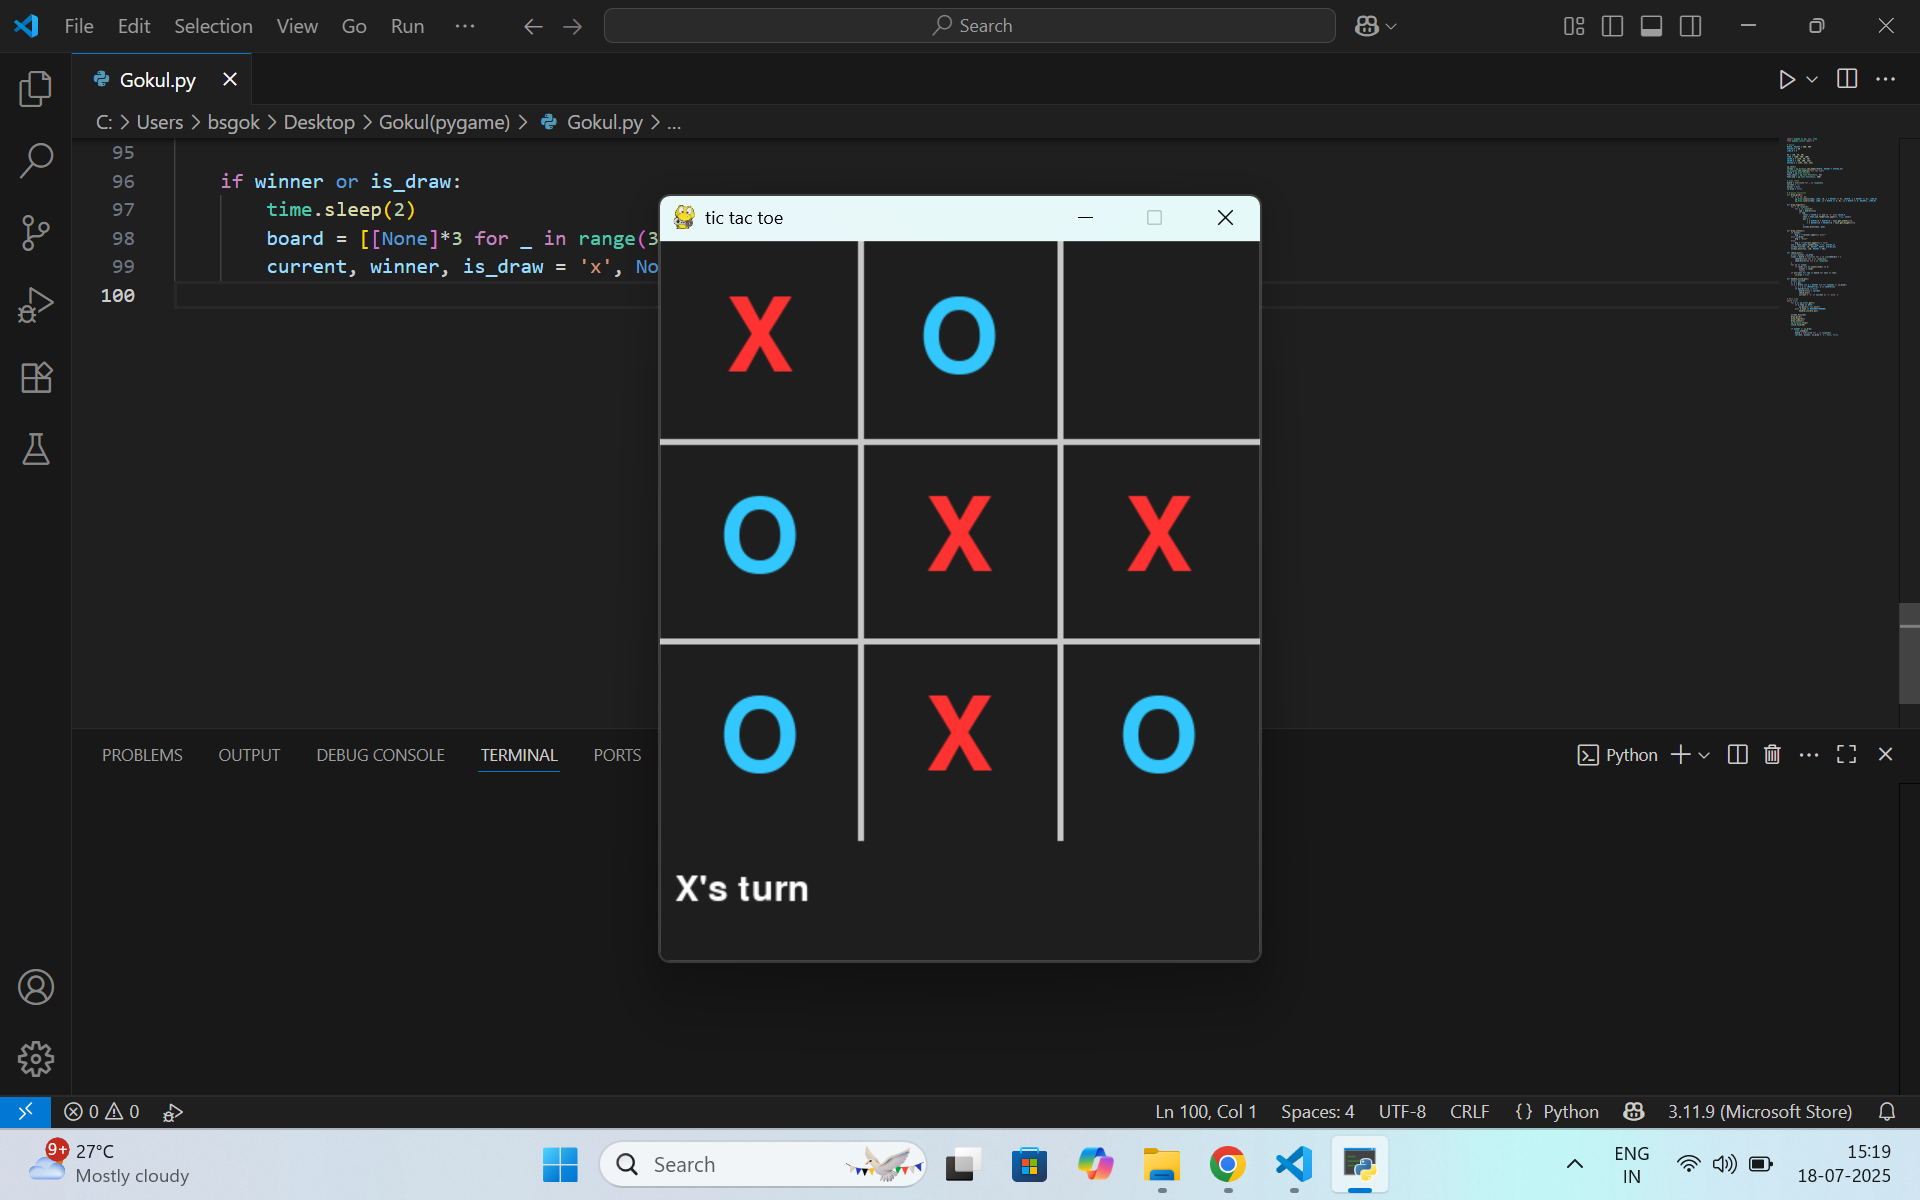 File Edit Selection View Go Run ...
Search
Gokul.py
C: > Users > bsgok > Desktop > Gokul(pygame) > Gokul.py > ...
95
96 if winner or is_draw:
97 time.sleep(2)
98 board = [[None]*3 for _ in range(3
99 current, winner, is_draw = 'x', No
100
tic tac toe
X O
O X X
O X O
X's turn
PROBLEMS OUTPUT DEBUG CONSOLE TERMINAL PORTS
Python
0 0
Ln 100, Col 1 Spaces: 4 UTF-8 CRLF {} Python 3.11.9 (Microsoft Store)
9+
27°C
Mostly cloudy
Search
ENG
IN
15:19
18-07-2025